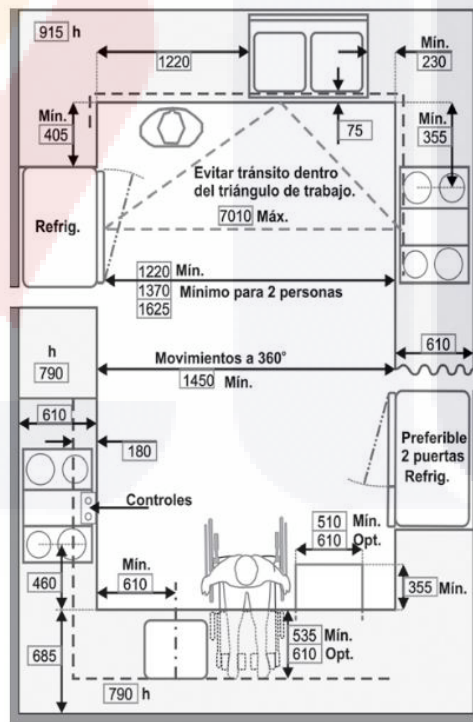 915 h
1220
Mín.
230
Mín.
405
75
Mín.
355
Evitar tránsito dentro
del triángulo de trabajo.
7010 Máx.
Refrig.
1220 Mín.
1370 Mínimo para 2 personas
1625
h
790
Movimientos a 360°
1450 Mín.
610
610
180
Preferible
2 puertas
Refrig.
Controles
510 Mín.
610 Opt.
Mín.
610
460
355 Mín.
535 Mín.
610 Opt.
685
790 h